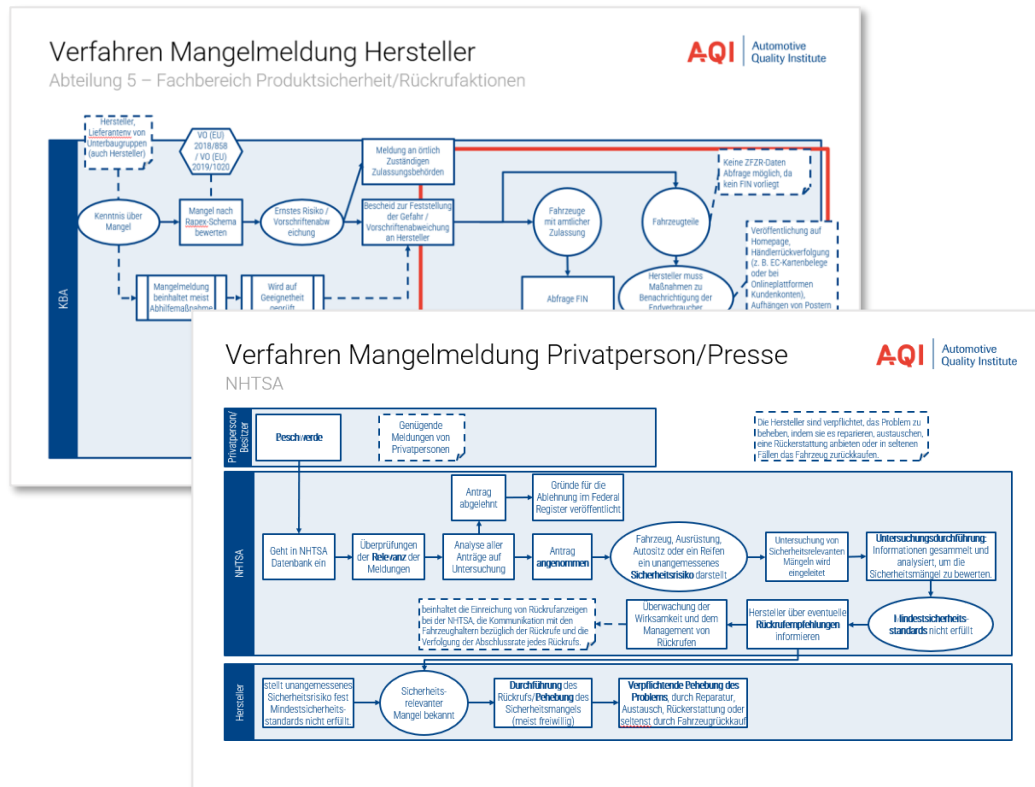 Verfahren Mangelmeldung Hersteller
Abteilung 5 – Fachbereich Produktsicherheit/Rückrufaktionen
AQI
Automotive
Quality Institute
KBA
Hersteller,
Lieferantenv von
Unterbaugruppen
(auch Hersteller)
VO (EU)
2018/858
/ VO (EU)
2019/1020
Meldung an örtlich
Zuständigen
Zulassungsbehörden
Keine ZFZR-Daten
Abfrage möglich, da
kein FIN vorliegt
Kenntnis über
Mangel
Mangel nach
Rapex-Schema
bewerten
Ernstes Risiko /
Vorschriftenabw
eichung
Bescheid zur Feststellung
der Gefahr /
Vorschriftenabweichung
an Hersteller
Fahrzeuge
mit amtlicher
Zulassung
Fahrzeugteile
Veröffentlichung auf
Homepage,
Händlerrückverfolgung
(z. B. EC-Kartenbelege
oder bei
Onlineplattformen
Kundenkonten),
Aufhängen von Postern
Mangelmeldung
beinhaltet meist
Abhilfemaßnahme
Wird auf
Geeignetheit
geprüft
Abfrage FIN
Hersteller muss
Maßnahmen zu
Benachrichtigung der
Endverbraucher
Verfahren Mangelmeldung Privatperson/Presse
NHTSA
AQI
Automotive
Quality Institute
Privatperson/
Besitzer
Peschwerde
Genügende
Meldungen von
Privatpersonen
Die Hersteller sind verpflichtet, das Problem zu
beheben, indem sie es reparieren, austauschen,
eine Rückerstattung anbieten oder in seltenen
Fällen das Fahrzeug zurückkaufen.
NHTSA
Antrag
abgelehnt
Gründe für die
Ablehnung im Federal
Register veröffentlicht
Geht in NHTSA
Datenbank ein
Überprüfungen
der Relevanz der
Meldungen
Analyse aller
Anträge auf
Untersuchung
Antrag
angenommen
Fahrzeug, Ausrüstung,
Autositz oder ein Reifen
ein unangemessenes
Sicherheitsrisiko darstellt
Untersuchung von
Sicherheitsrelevanten
Mängeln wird
eingeleitet
Untersuchungsdurchführung:
Informationen gesammelt und
analysiert, um die
Sicherheitsmängel zu bewerten.
beinhaltet die Einreichung von Rückrufanzeigen
bei der NHTSA, die Kommunikation mit den
Fahrzeughaltern bezüglich der Rückrufe und die
Verfolgung der Abschlussrate jedes Rückrufs.
Überwachung der
Wirksamkeit und dem
Management von
Rückrufen
Hersteller über eventuelle
Rückrufempfehlungen
informieren
Mindestsicherheits-
standards nicht erfüllt
Hersteller
stellt unangemessenes
Sicherheitsrisiko fest
Mindestsicherheits-
standards nicht erfüllt.
Sicherheits-
relevanter
Mangel bekannt
Durchführung des
Rückrufs/Pehebung des
Sicherheitsmangels
(meist freiwillig)
Verpflichtende Pehebung des
Problems, durch Reparatur,
Austausch, Rückerstattung oder
seltenst durch Fahrzeugrückkauf